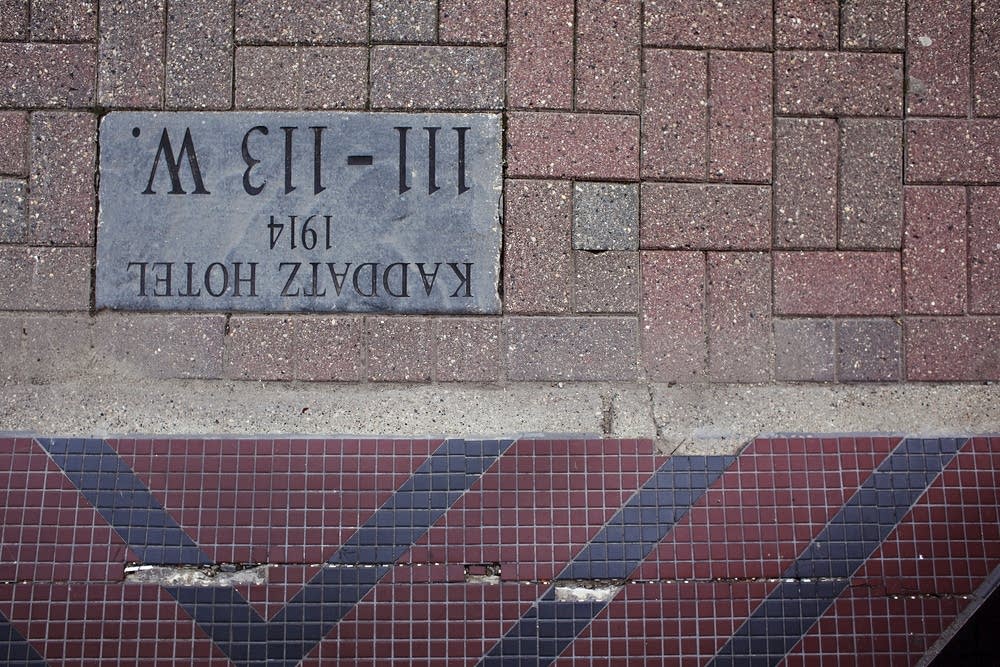 KADDATZ HOTEL
1914
111 - 113 W.